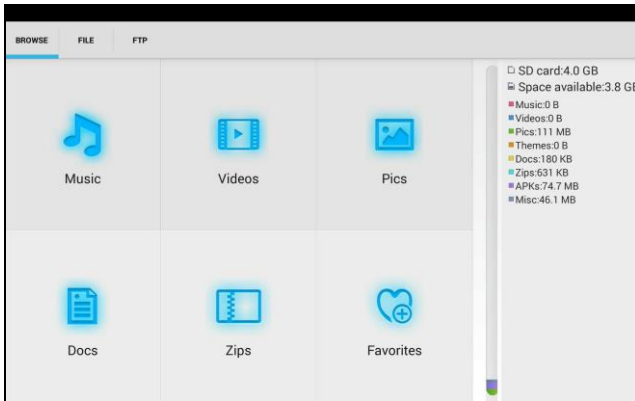 BROWSE FILE FTP
SD card:4.0 GB
Space available:3.8 GB
Music:0 B
Videos:0 B
Pics:111 MB
Themes:0 B
Docs:180 KB
Zips:631 KB
APKs:74.7 MB
Misc:46.1 MB
Music Videos Pics
Docs Zips Favorites